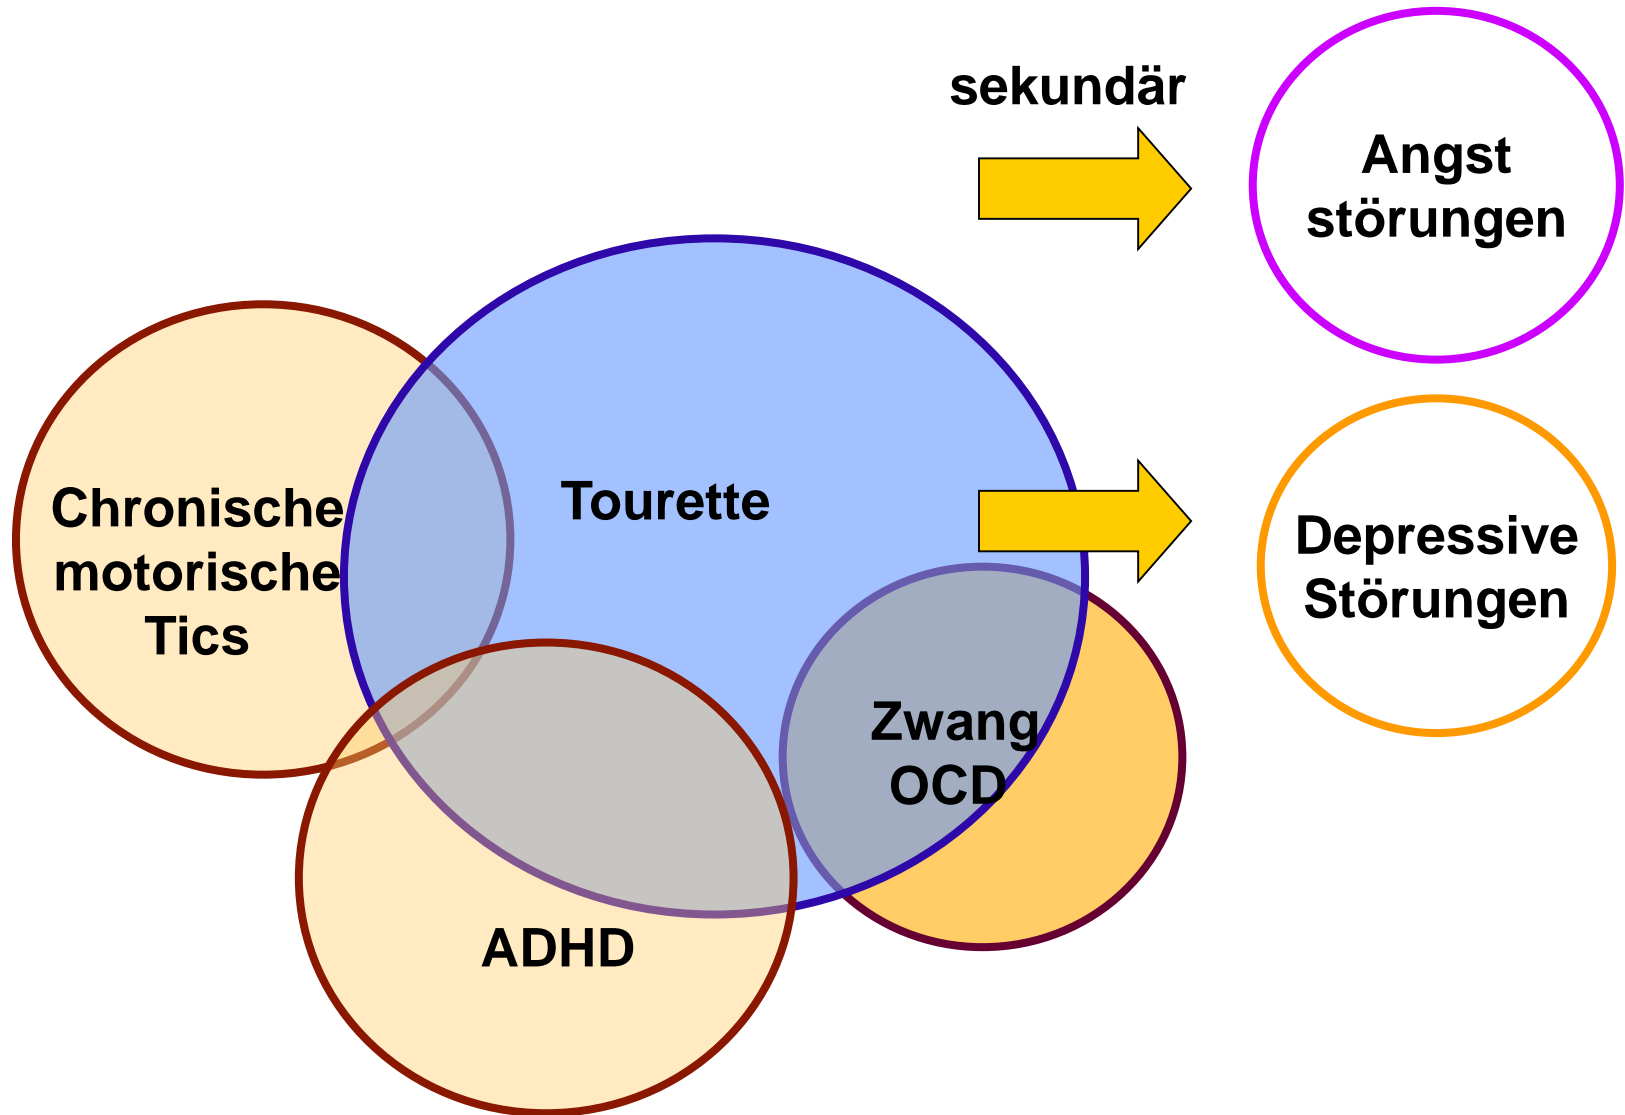 sekundär
Angst
störungen
Chronische
motorische
Tics
Tourette
Depressive
Störungen
Zwang
OCD
ADHD